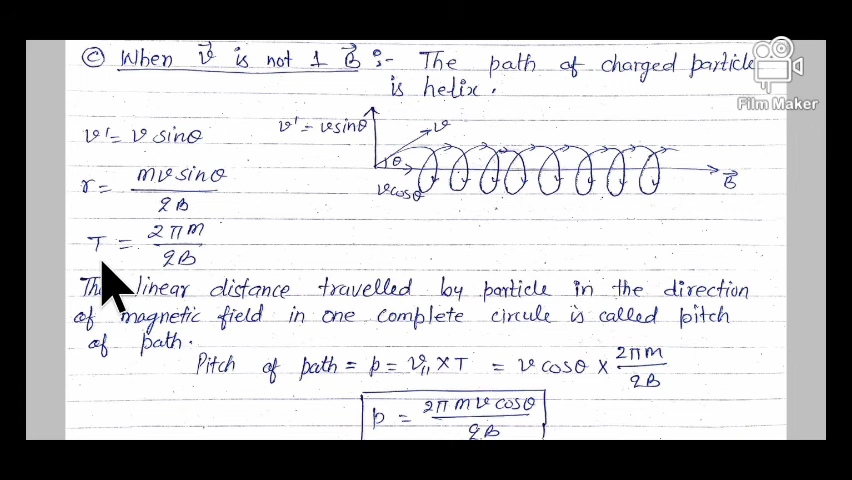 Ⓒ When v⃗ is not ⊥ B⃗ :- The path of charged particle is helix.
Film Maker
v' = v sinθ
v' = v sinθ
v
θ
v cosθ
B⃗
r = mv sinθ / qB
T = 2πm / qB
The linear distance travelled by particle in the direction
of magnetic field in one complete circule is called pitch
of path.
Pitch of path = p = v₁₁ × T = v cosθ × 2πm / qB
p = 2πmv cosθ / qB